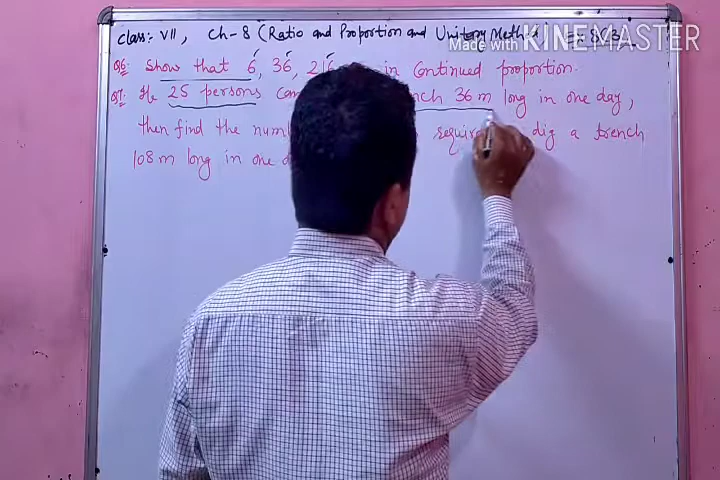 class:- VII, Ch-8 (Ratio and Proportion and Unitary Meth
Made with KINEMASTER
Q6: Show that 6, 36, 216 in continued proportion.
Q7: If 25 persons can nch 36 m long in one day,
then find the num requir dig a trench
108 m long in one d